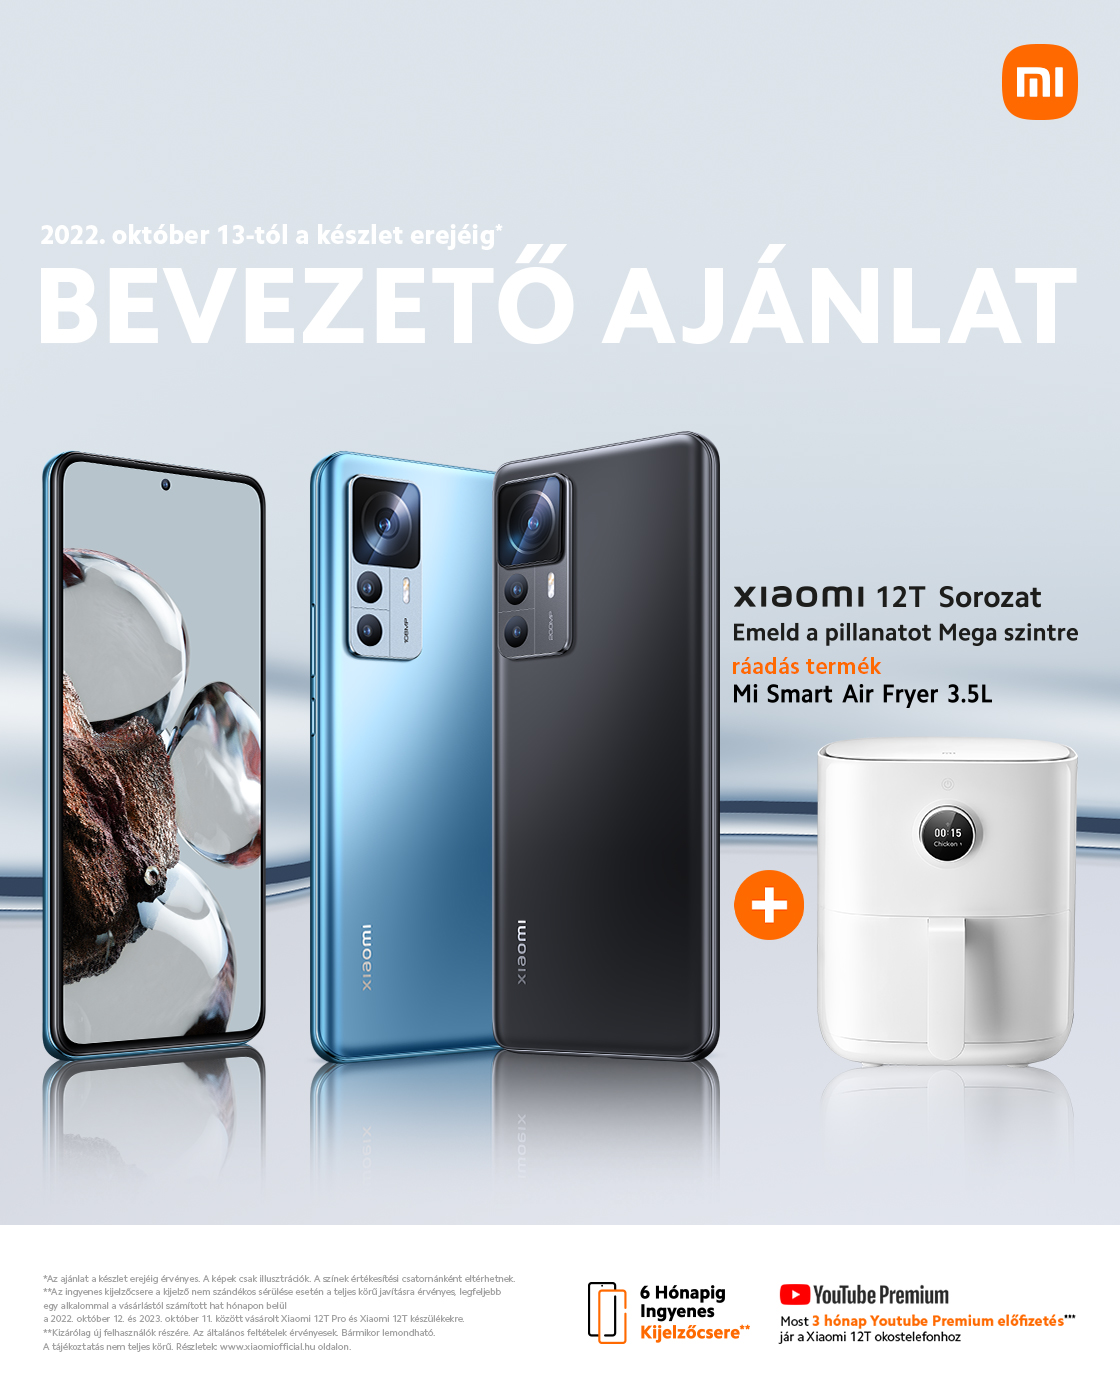 mi
2022. október 13-tól a készlet erejéig*
BEVEZETŐ AJÁNLAT
108MP
200MP
xiaomi
xiaomi
xiaomi 12T Sorozat
Emeld a pillanatot Mega szintre
ráadás termék
Mi Smart Air Fryer 3.5L
00:15
Chicken
+
*Az ajánlat a készlet erejéig érvényes. A képek csak illusztrációk. A színek értékesítési csatornánként eltérhetnek.
**Az ingyenes kijelzőcsere a kijelző nem szándékos sérülése esetén a teljes körű javításra érvényes, legfeljebb
egy alkalommal a vásárlástól számított hat hónapon belül
a 2022. október 12. és 2023. október 11. között vásárolt Xiaomi 12T Pro és Xiaomi 12T készülékekre.
**Kizárólag új felhasználók részére. Az általános feltételek érvényesek. Bármikor lemondható.
A tájékoztatás nem teljes körű. Részletek: www.xiaomiofficial.hu oldalon.
6 Hónapig
Ingyenes
Kijelzőcsere**
YouTube Premium
Most 3 hónap Youtube Premium előfizetés***
jár a Xiaomi 12T okostelefonhoz